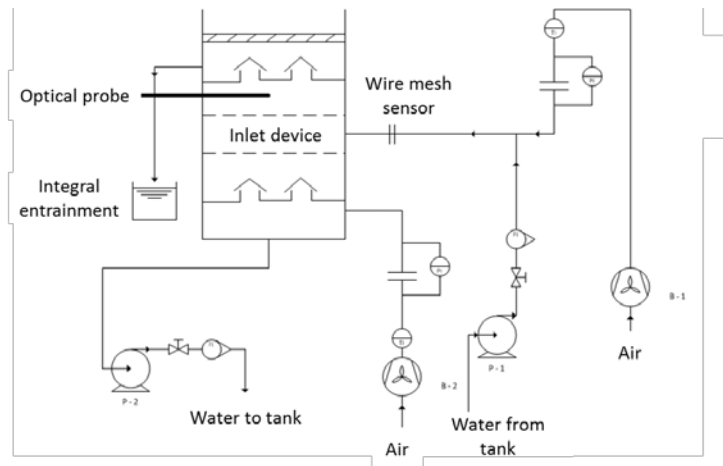 Optical probe
Wire mesh
sensor
Inlet device
Integral
entrainment
B-1
Air
P-1
B-2
P-2
Water to tank
Air
Water from
tank